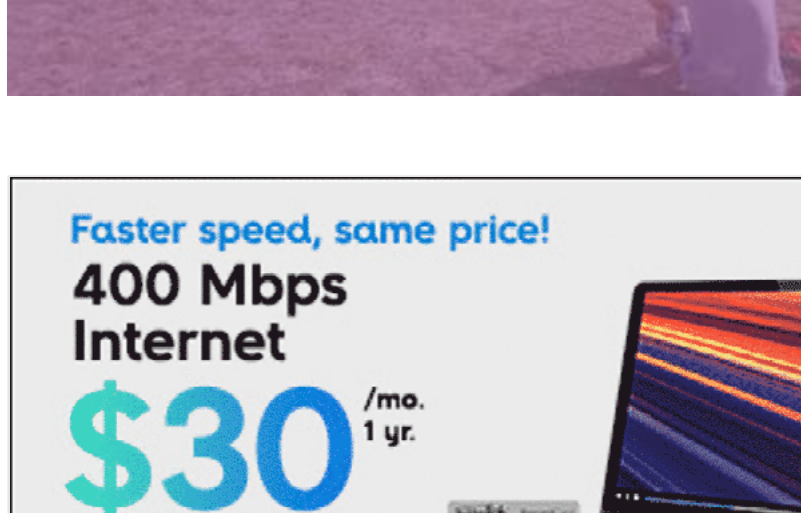 Faster speed, same price!
400 Mbps
Internet
$30
/mo.
1 yr.